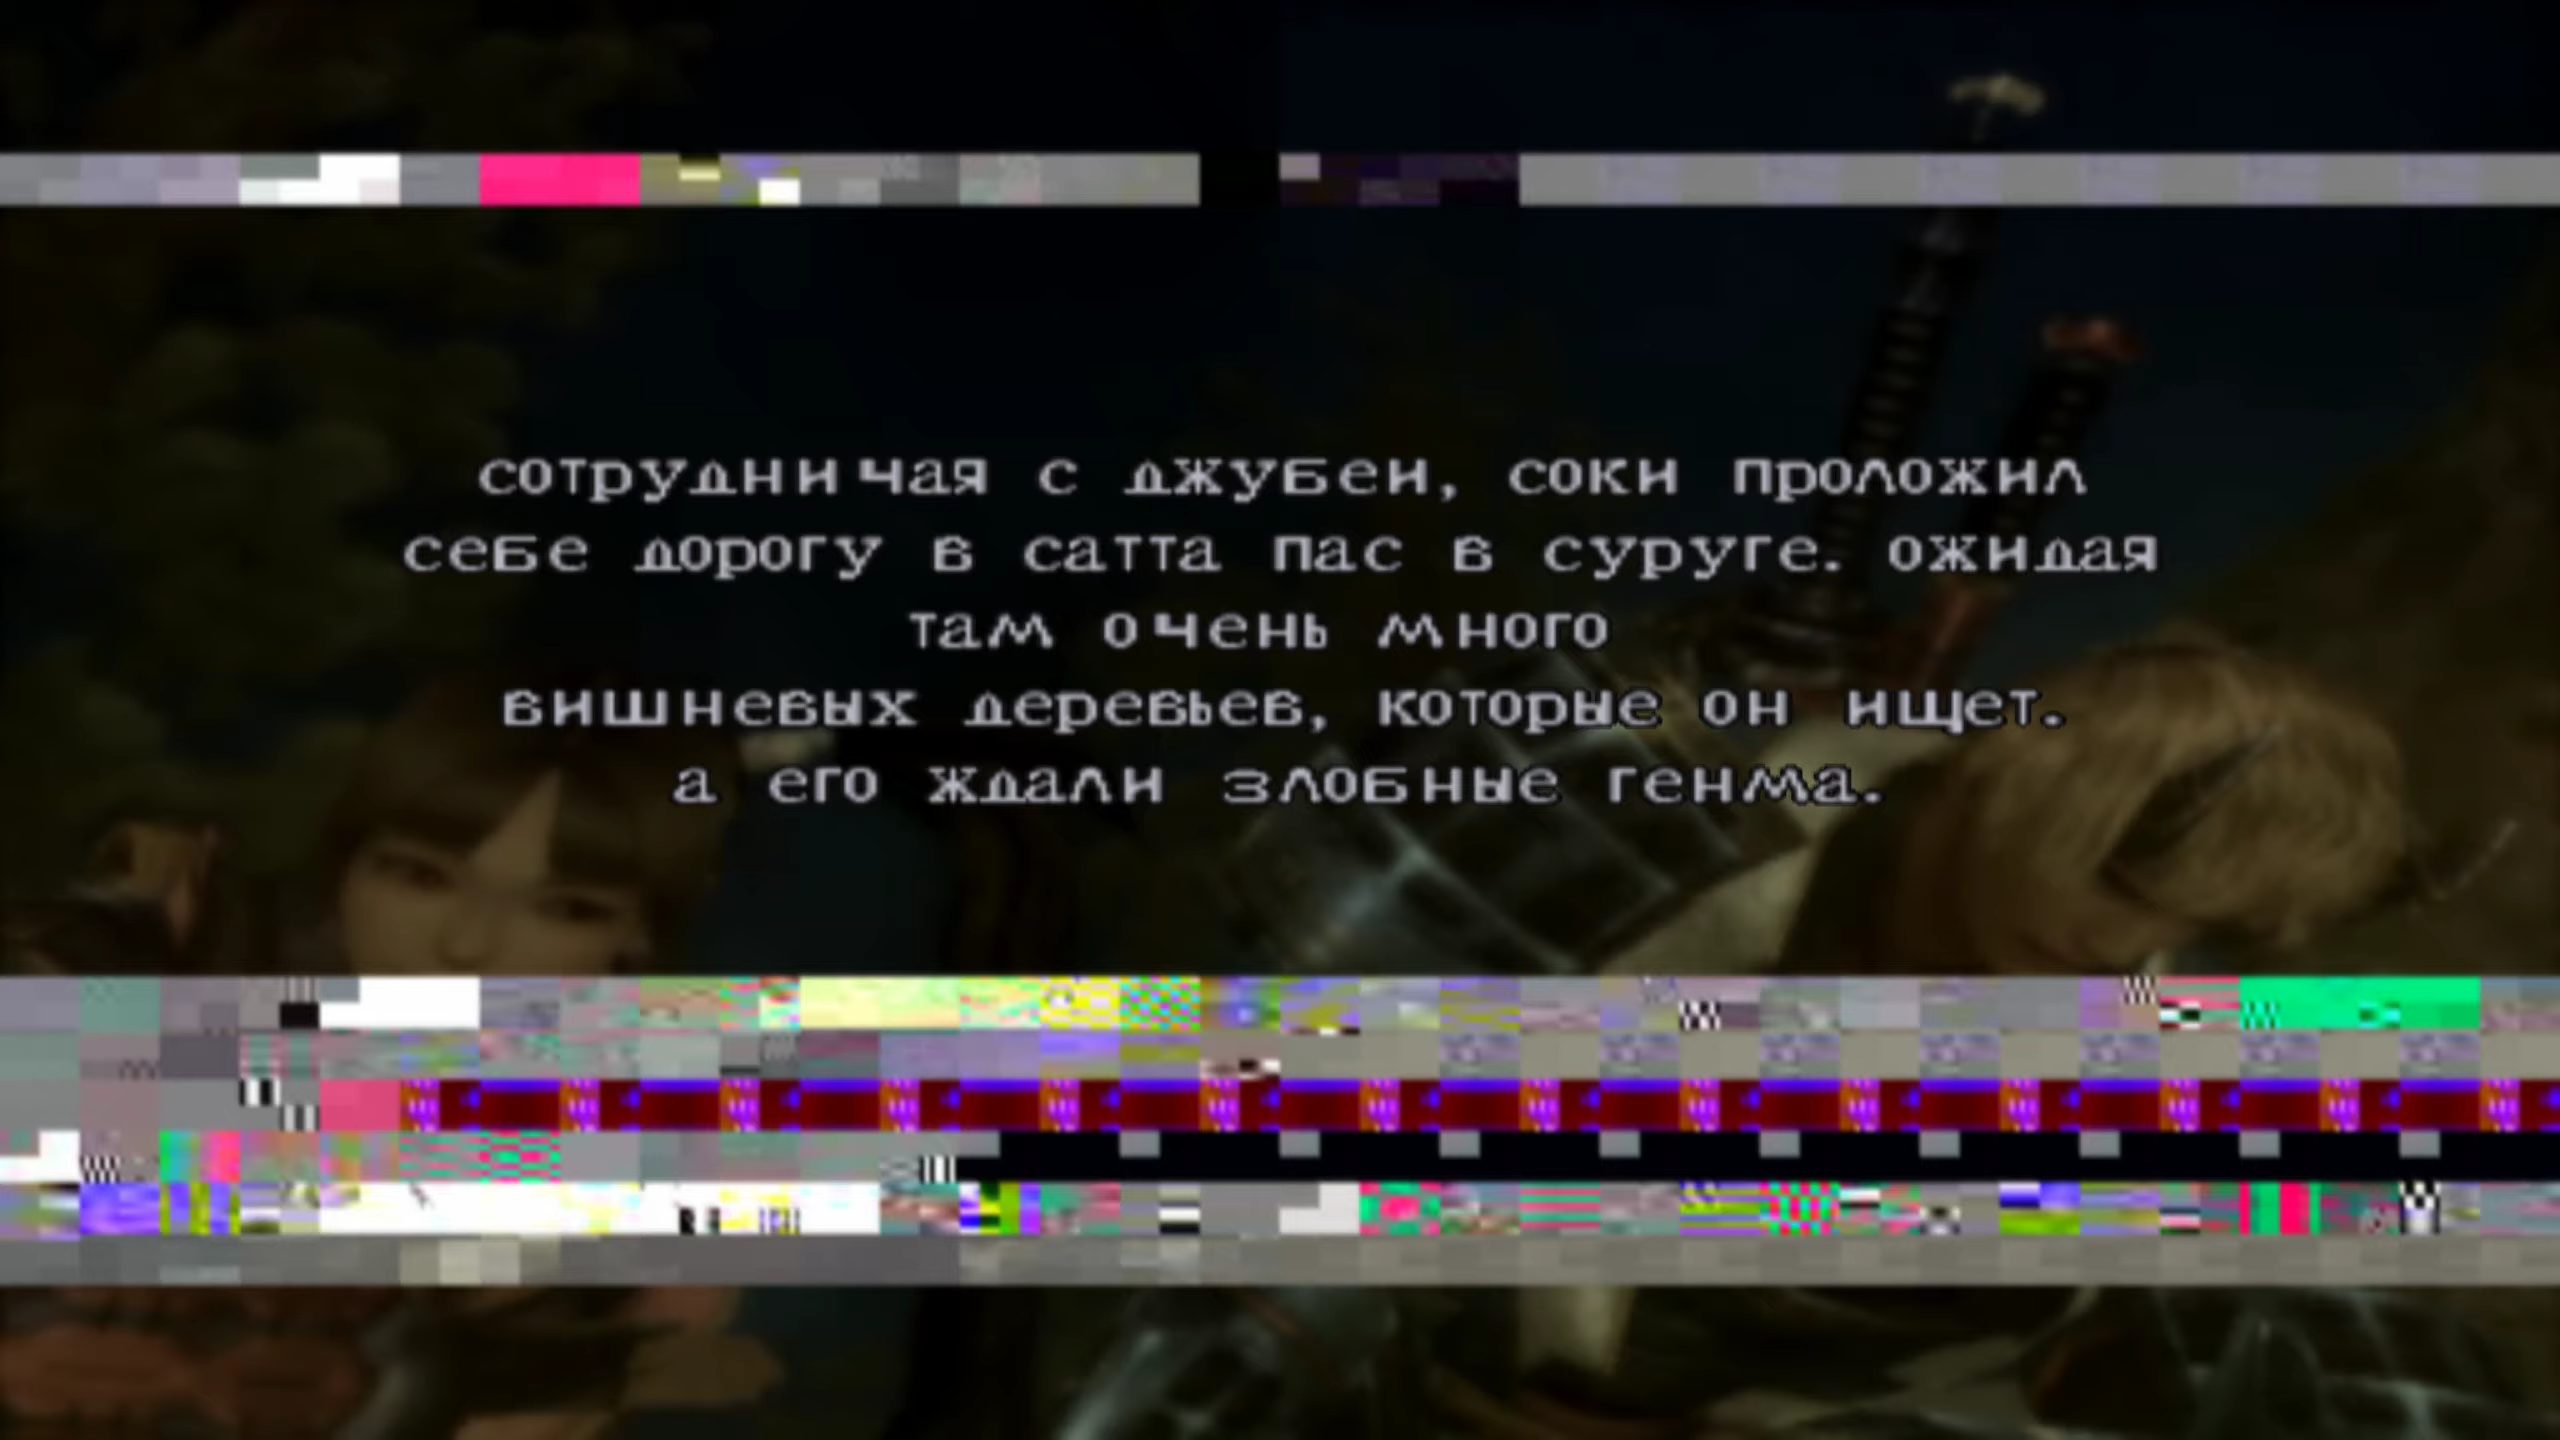 сотрудничая с джубеи, соки проложил
себе дорогу в сатта пас в суруге. ожидая
там очень много
вишневых деревьев, которые он ищет.
а его ждали злобные генма.